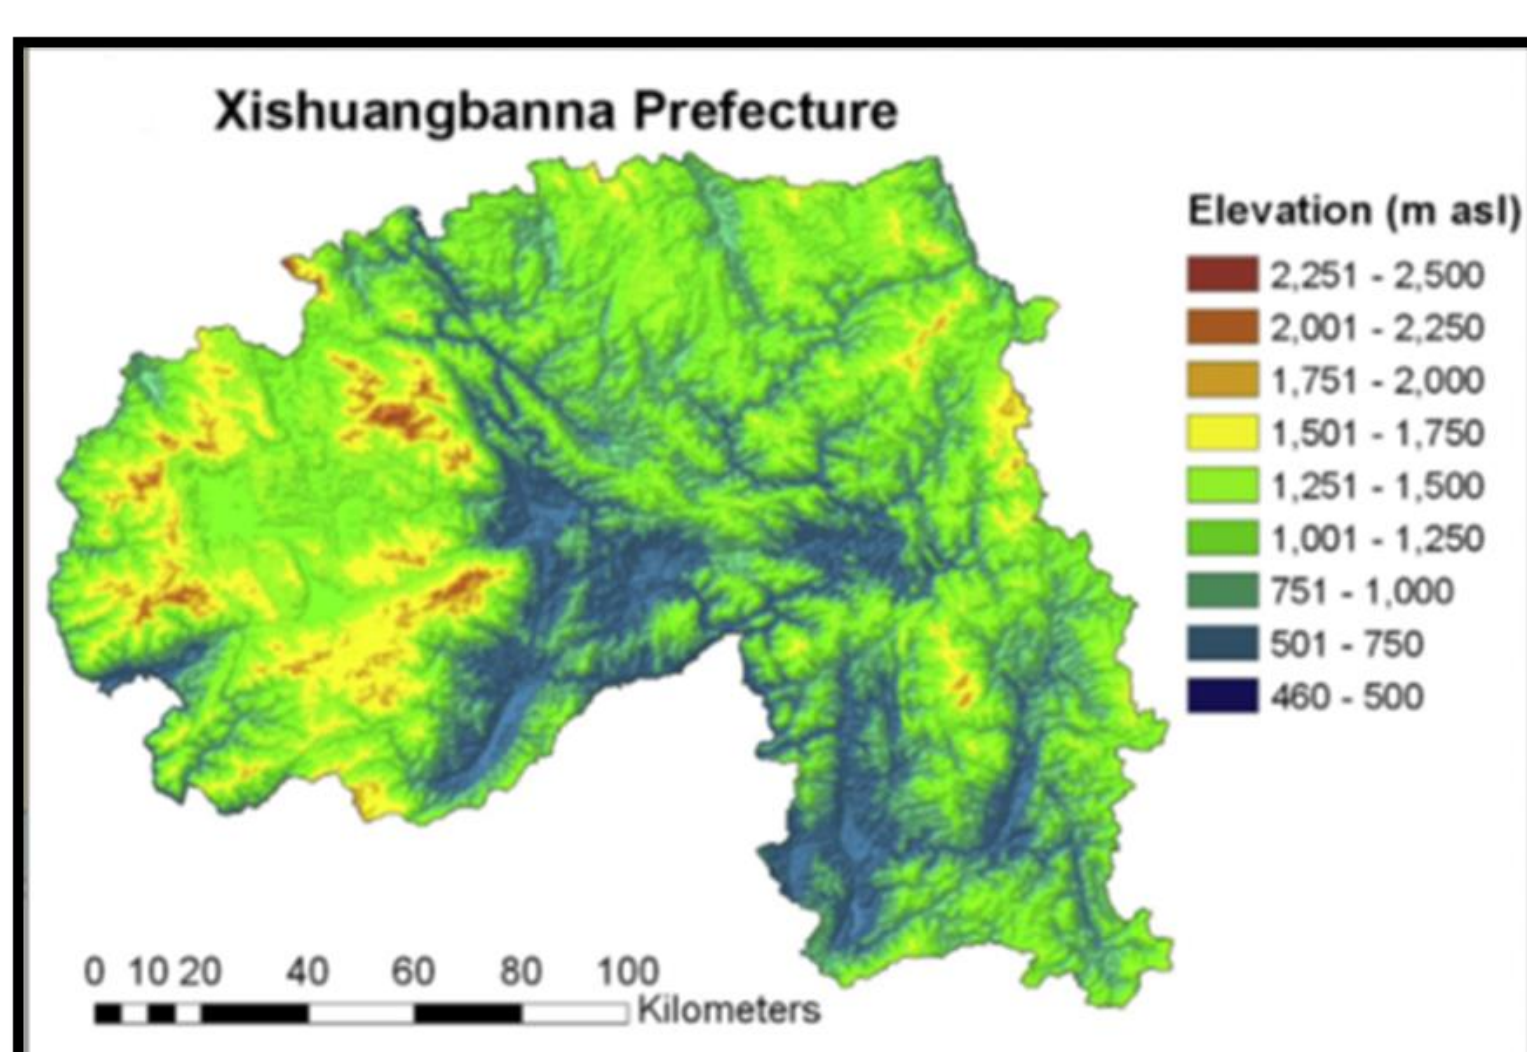 Xishuangbanna Prefecture
Elevation (m asl)
2,251 - 2,500
2,001 - 2,250
1,751 - 2,000
1,501 - 1,750
1,251 - 1,500
1,001 - 1,250
751 - 1,000
501 - 750
460 - 500
0 10 20 40 60 80 100
Kilometers